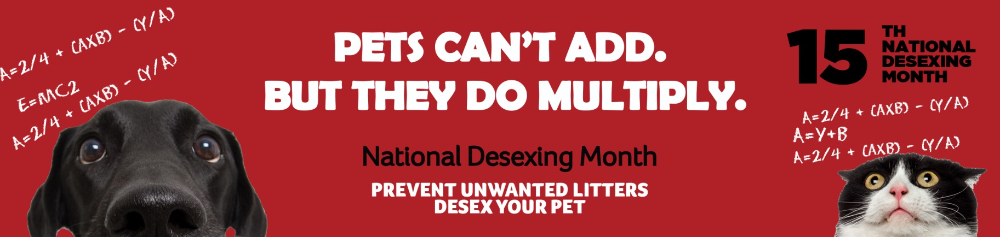 A=2/4 + (AXB) - (Y/A)
E=MC2
A=2/4 + (AXB) - (Y/A)
PETS CAN'T ADD.
BUT THEY DO MULTIPLY.
National Desexing Month
PREVENT UNWANTED LITTERS
DESEX YOUR PET
15
TH
NATIONAL
DESEXING
MONTH
A=2/4 + (AXB) - (Y/A)
A=Y+B
A=2/4 + (AXB) - (Y/A)